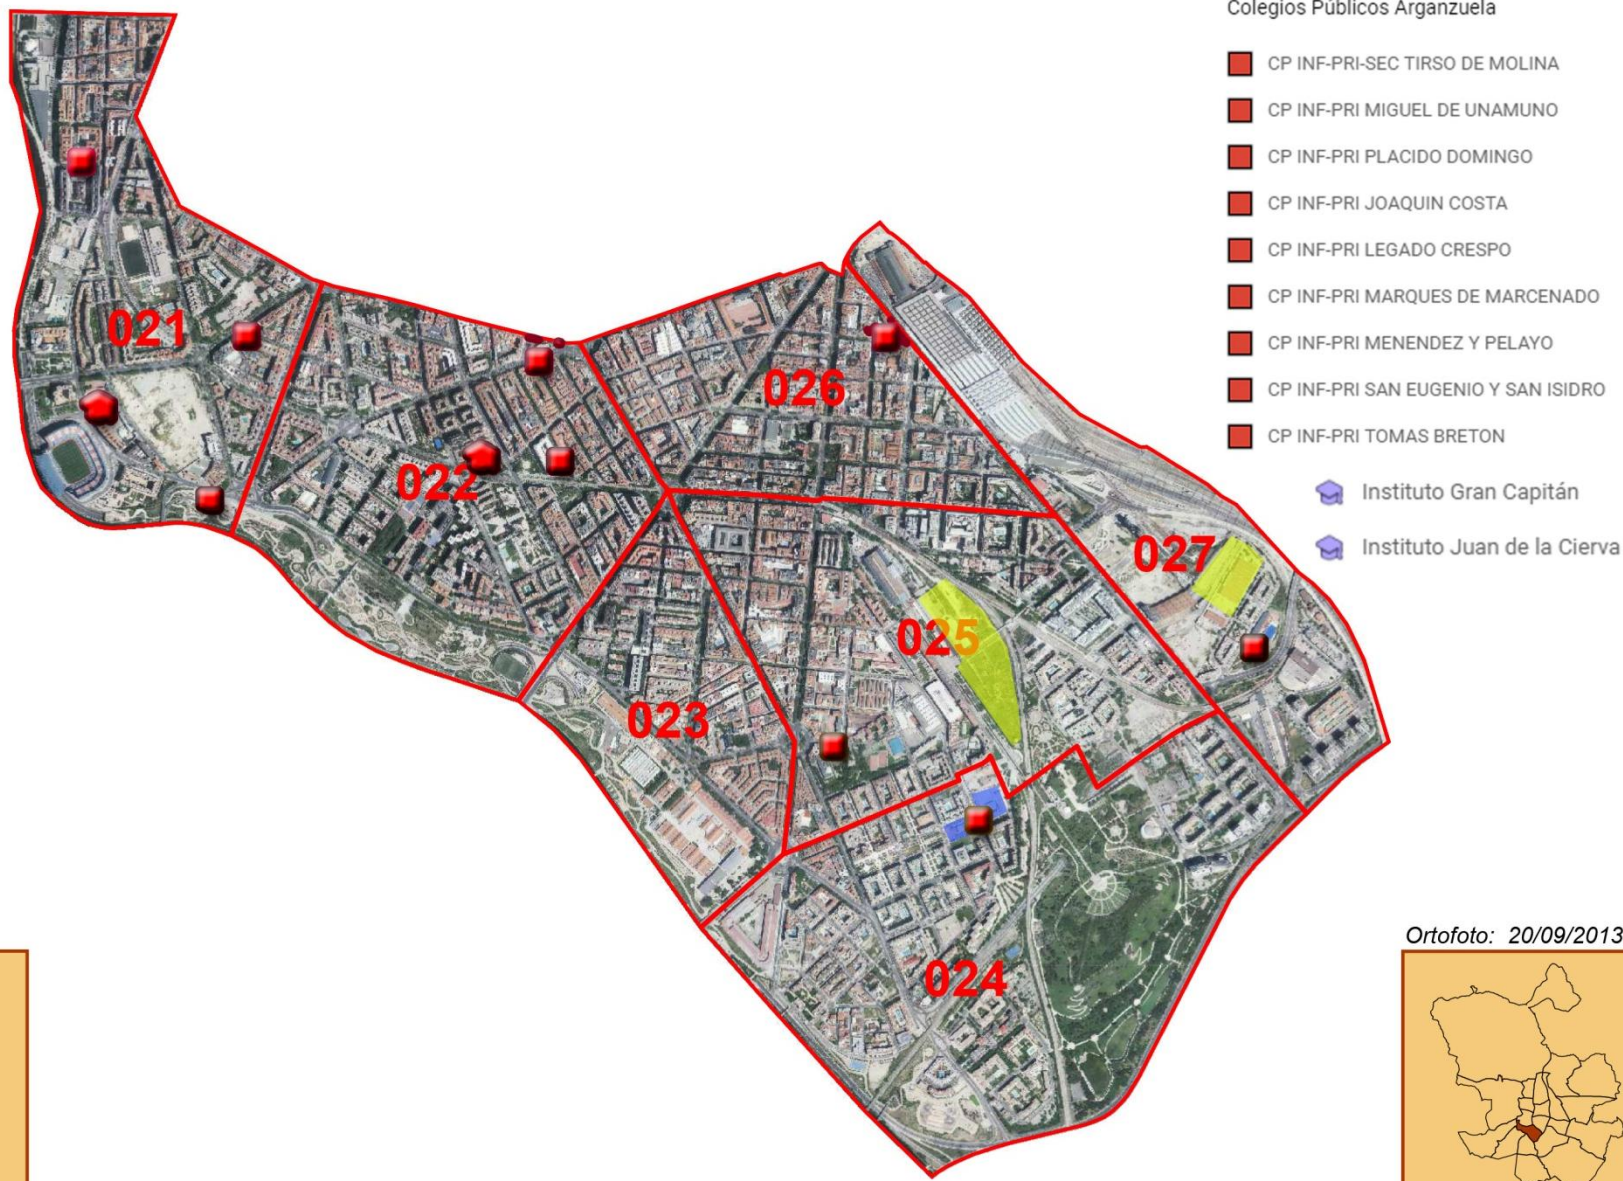 Colegios Públicos Arganzuela
CP INF-PRI-SEC TIRSO DE MOLINA
CP INF-PRI MIGUEL DE UNAMUNO
CP INF-PRI PLACIDO DOMINGO
CP INF-PRI JOAQUIN COSTA
CP INF-PRI LEGADO CRESPO
CP INF-PRI MARQUES DE MARCENADO
CP INF-PRI MENENDEZ Y PELAYO
CP INF-PRI SAN EUGENIO Y SAN ISIDRO
CP INF-PRI TOMAS BRETON
Instituto Gran Capitán
Instituto Juan de la Cierva
021
026
022
027
025
023
024
Ortofoto: 20/09/2013